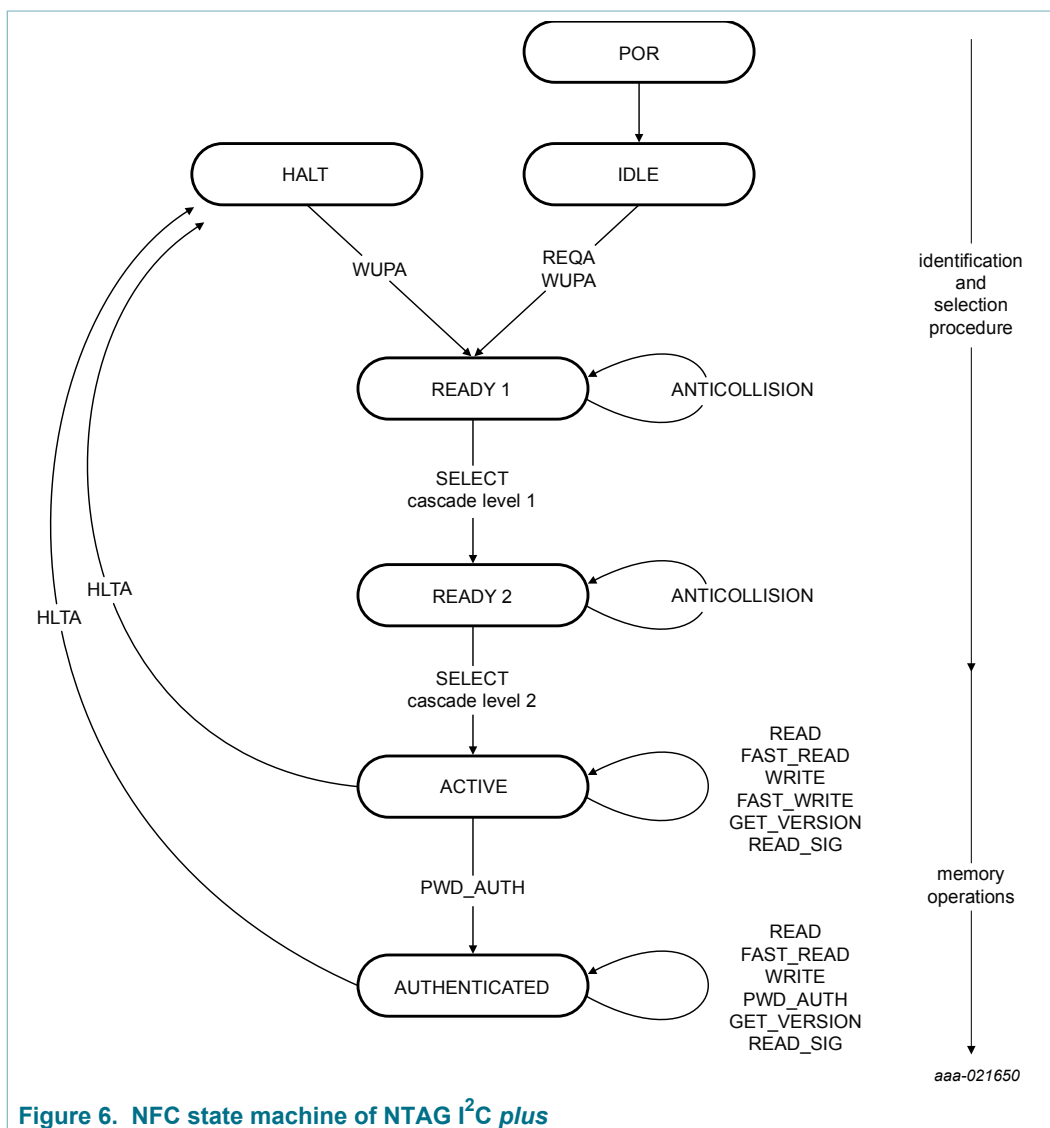 POR
HALT
IDLE
WUPA
REQA
WUPA
identification
and
selection
procedure
READY 1
ANTICOLLISION
SELECT
cascade level 1
READY 2
ANTICOLLISION
HLTA
HLTA
SELECT
cascade level 2
ACTIVE
READ
FAST_READ
WRITE
FAST_WRITE
GET_VERSION
READ_SIG
PWD_AUTH
memory
operations
AUTHENTICATED
READ
FAST_READ
WRITE
PWD_AUTH
GET_VERSION
READ_SIG
aaa-021650
Figure 6. NFC state machine of NTAG I²C plus